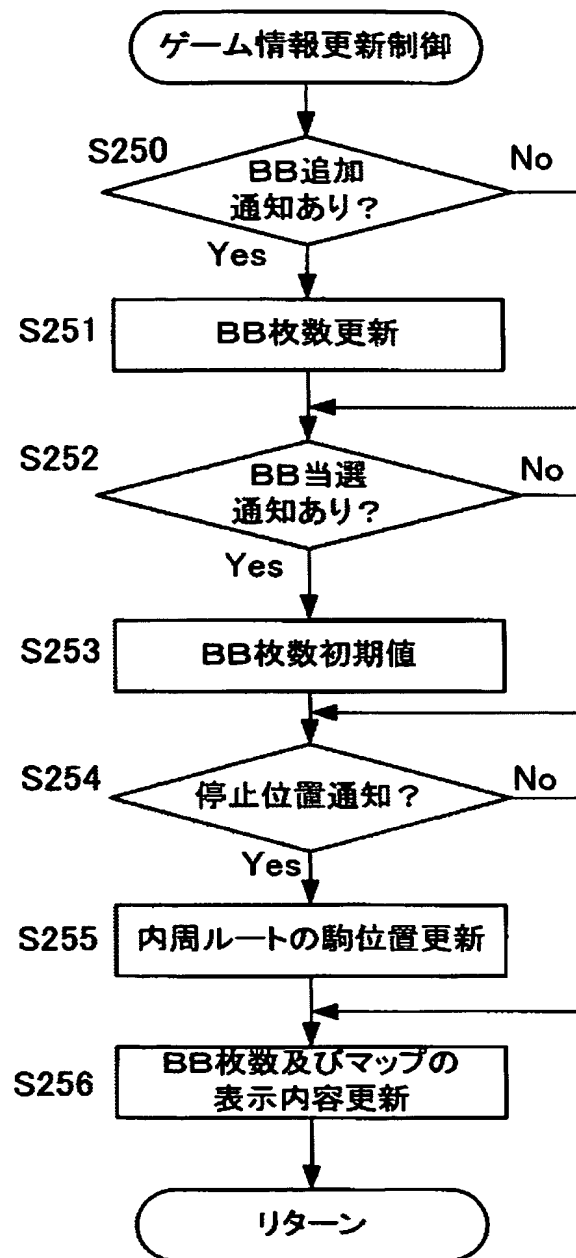 ゲーム情報更新制御
S250
BB追加
通知あり?
No
Yes
S251
BB枚数更新
S252
BB当選
通知あり?
No
Yes
S253
BB枚数初期値
S254
停止位置通知?
No
Yes
S255
内周ルートの駒位置更新
S256
BB枚数及びマップの
表示内容更新
リターン